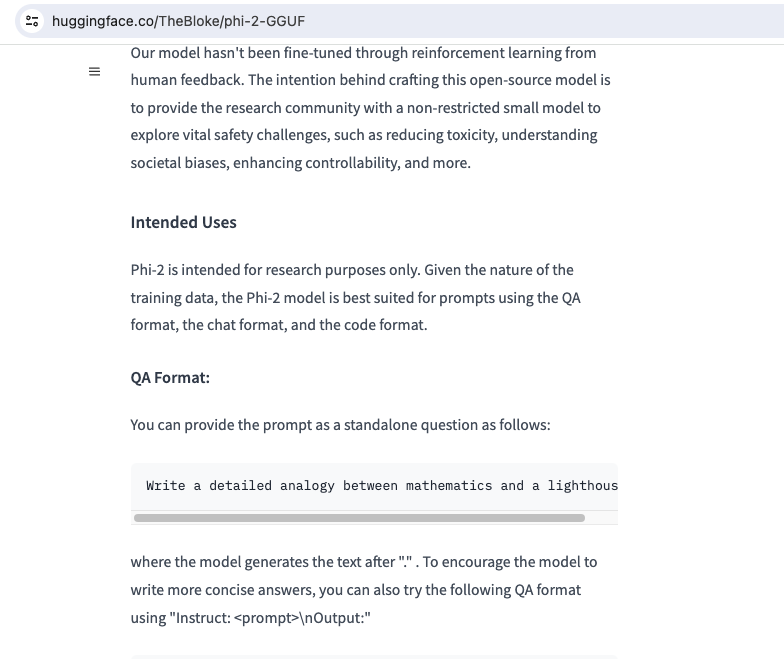 huggingface.co/TheBloke/phi-2-GGUF
Our model hasn't been fine-tuned through reinforcement learning from
human feedback. The intention behind crafting this open-source model is
to provide the research community with a non-restricted small model to
explore vital safety challenges, such as reducing toxicity, understanding
societal biases, enhancing controllability, and more.
Intended Uses
Phi-2 is intended for research purposes only. Given the nature of the
training data, the Phi-2 model is best suited for prompts using the QA
format, the chat format, and the code format.
QA Format:
You can provide the prompt as a standalone question as follows:
Write a detailed analogy between mathematics and a lighthous
where the model generates the text after "." . To encourage the model to
write more concise answers, you can also try the following QA format
using "Instruct: <prompt>\nOutput:"